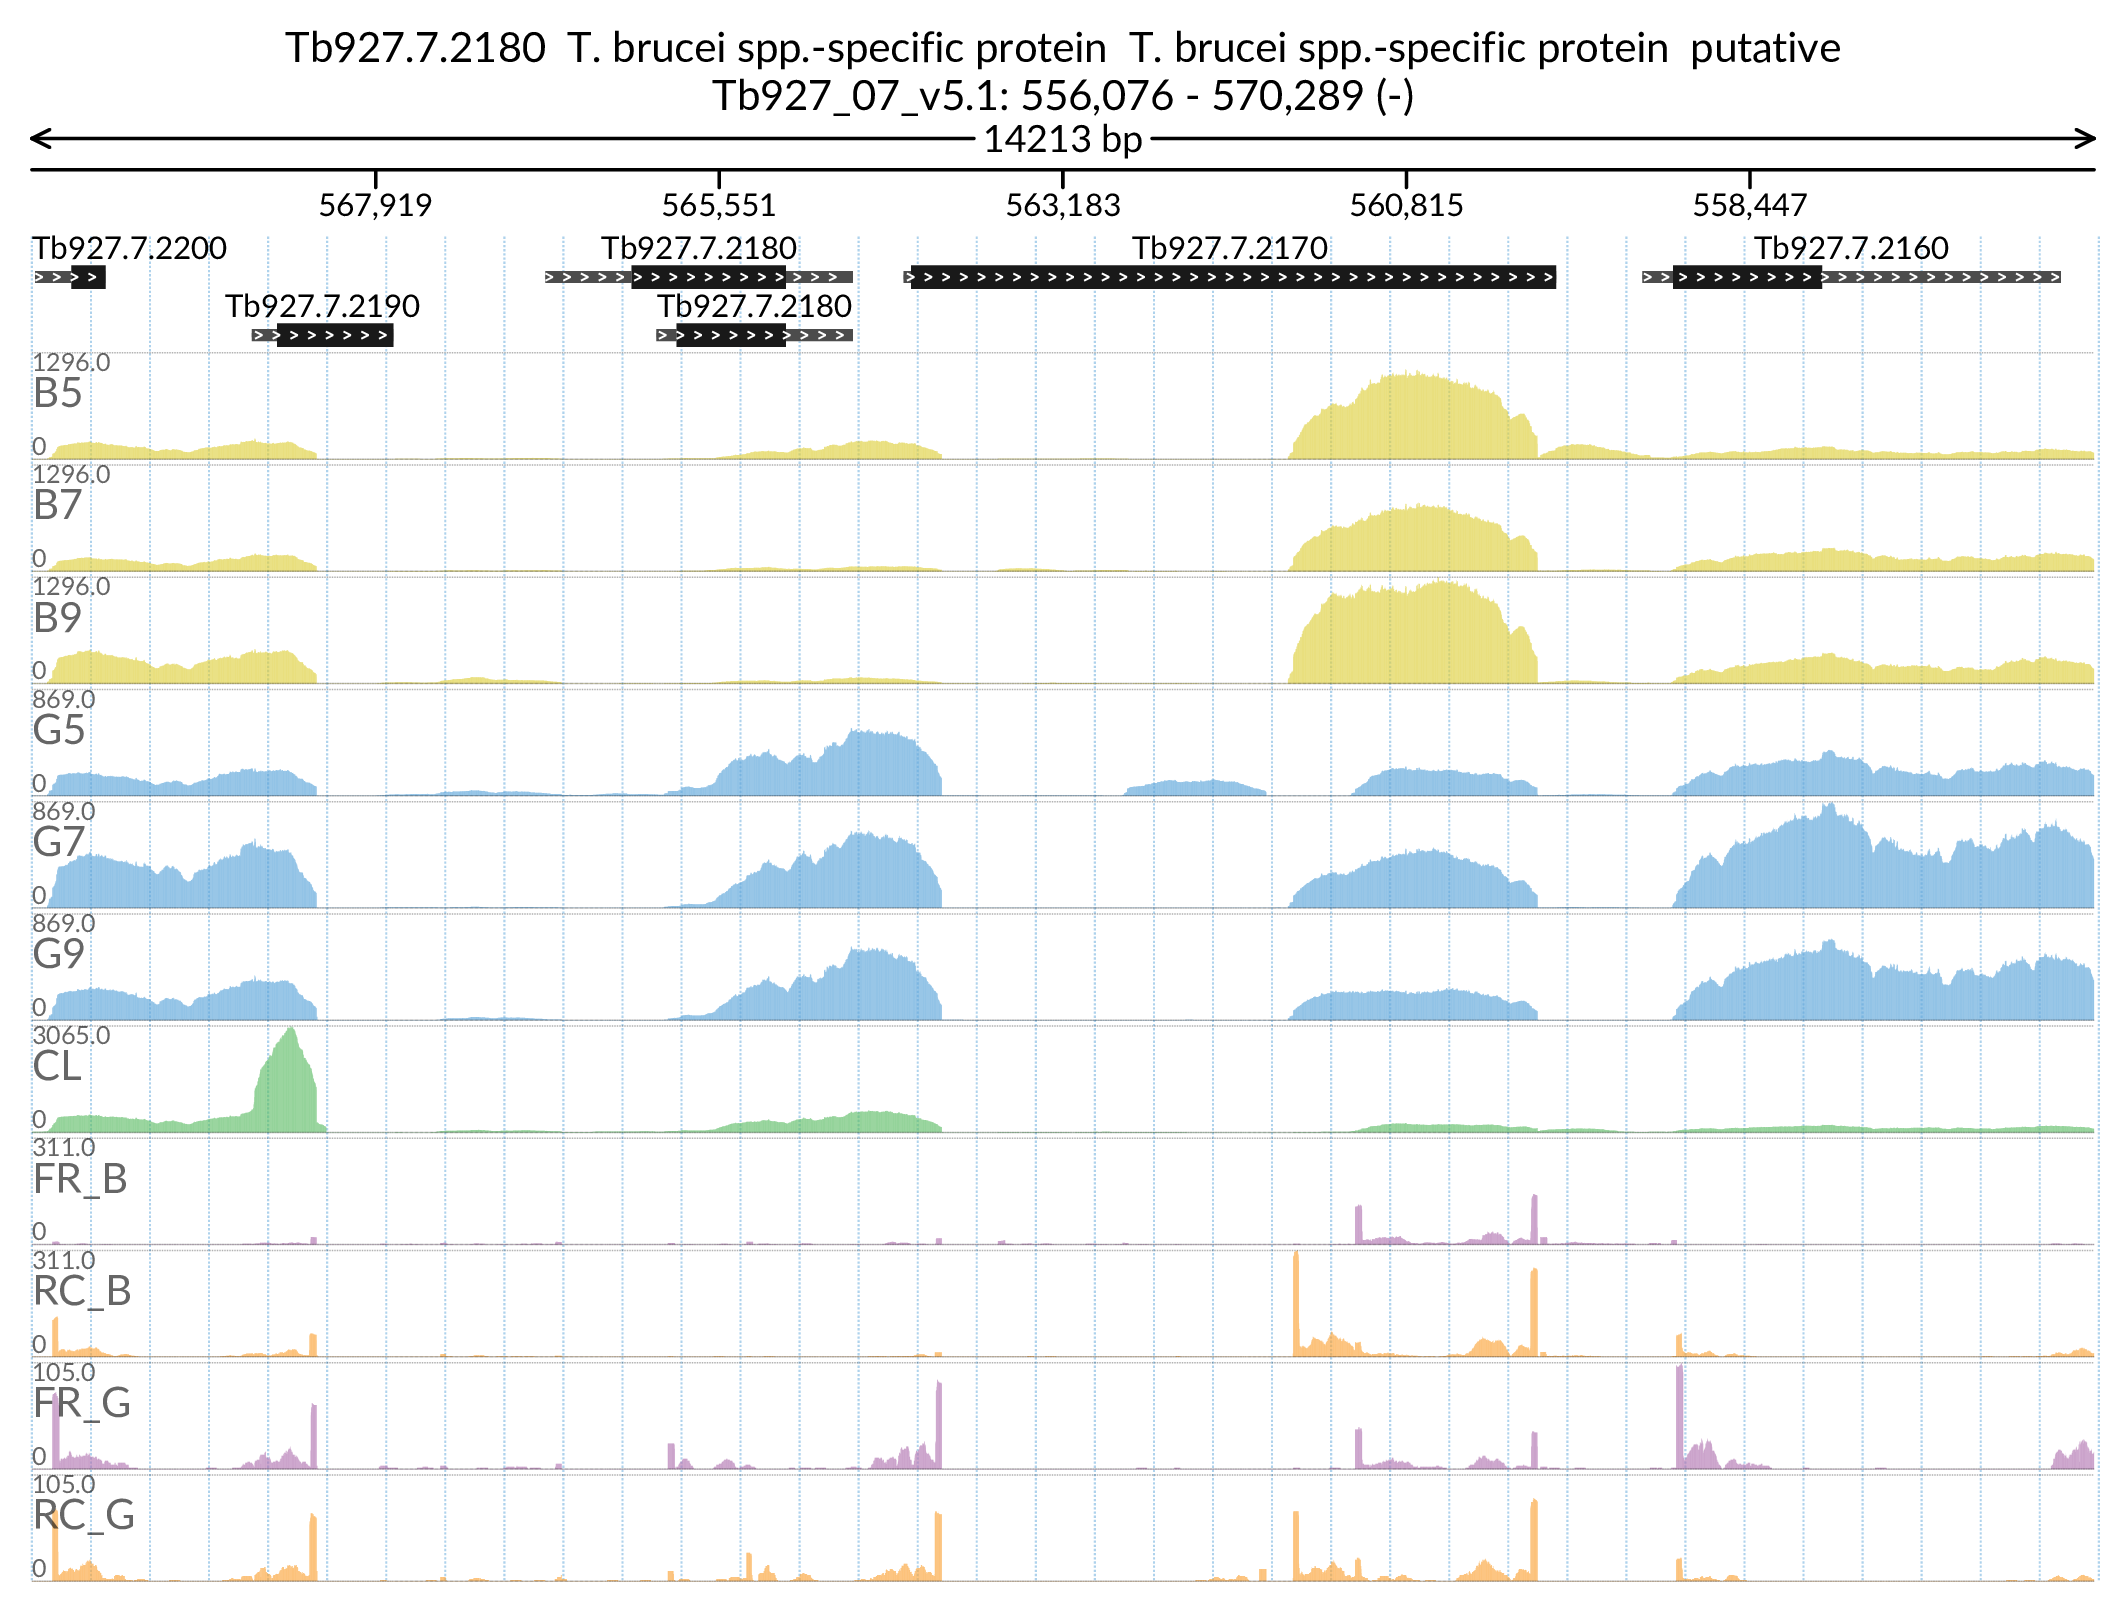 Tb927.7.2180  T. brucei spp.-specific protein  T. brucei spp.-specific protein  putative
Tb927_07_v5.1: 556,076 - 570,289 (-)
14213 bp
567,919 565,551 563,183 560,815 558,447
Tb927.7.2200 Tb927.7.2180 Tb927.7.2170 Tb927.7.2160
Tb927.7.2190 Tb927.7.2180
1296.0
B5
0
1296.0
B7
0
1296.0
B9
0
869.0
G5
0
869.0
G7
0
869.0
G9
0
3065.0
CL
0
311.0
FR_B
0
311.0
RC_B
0
105.0
FR_G
0
105.0
RC_G
0